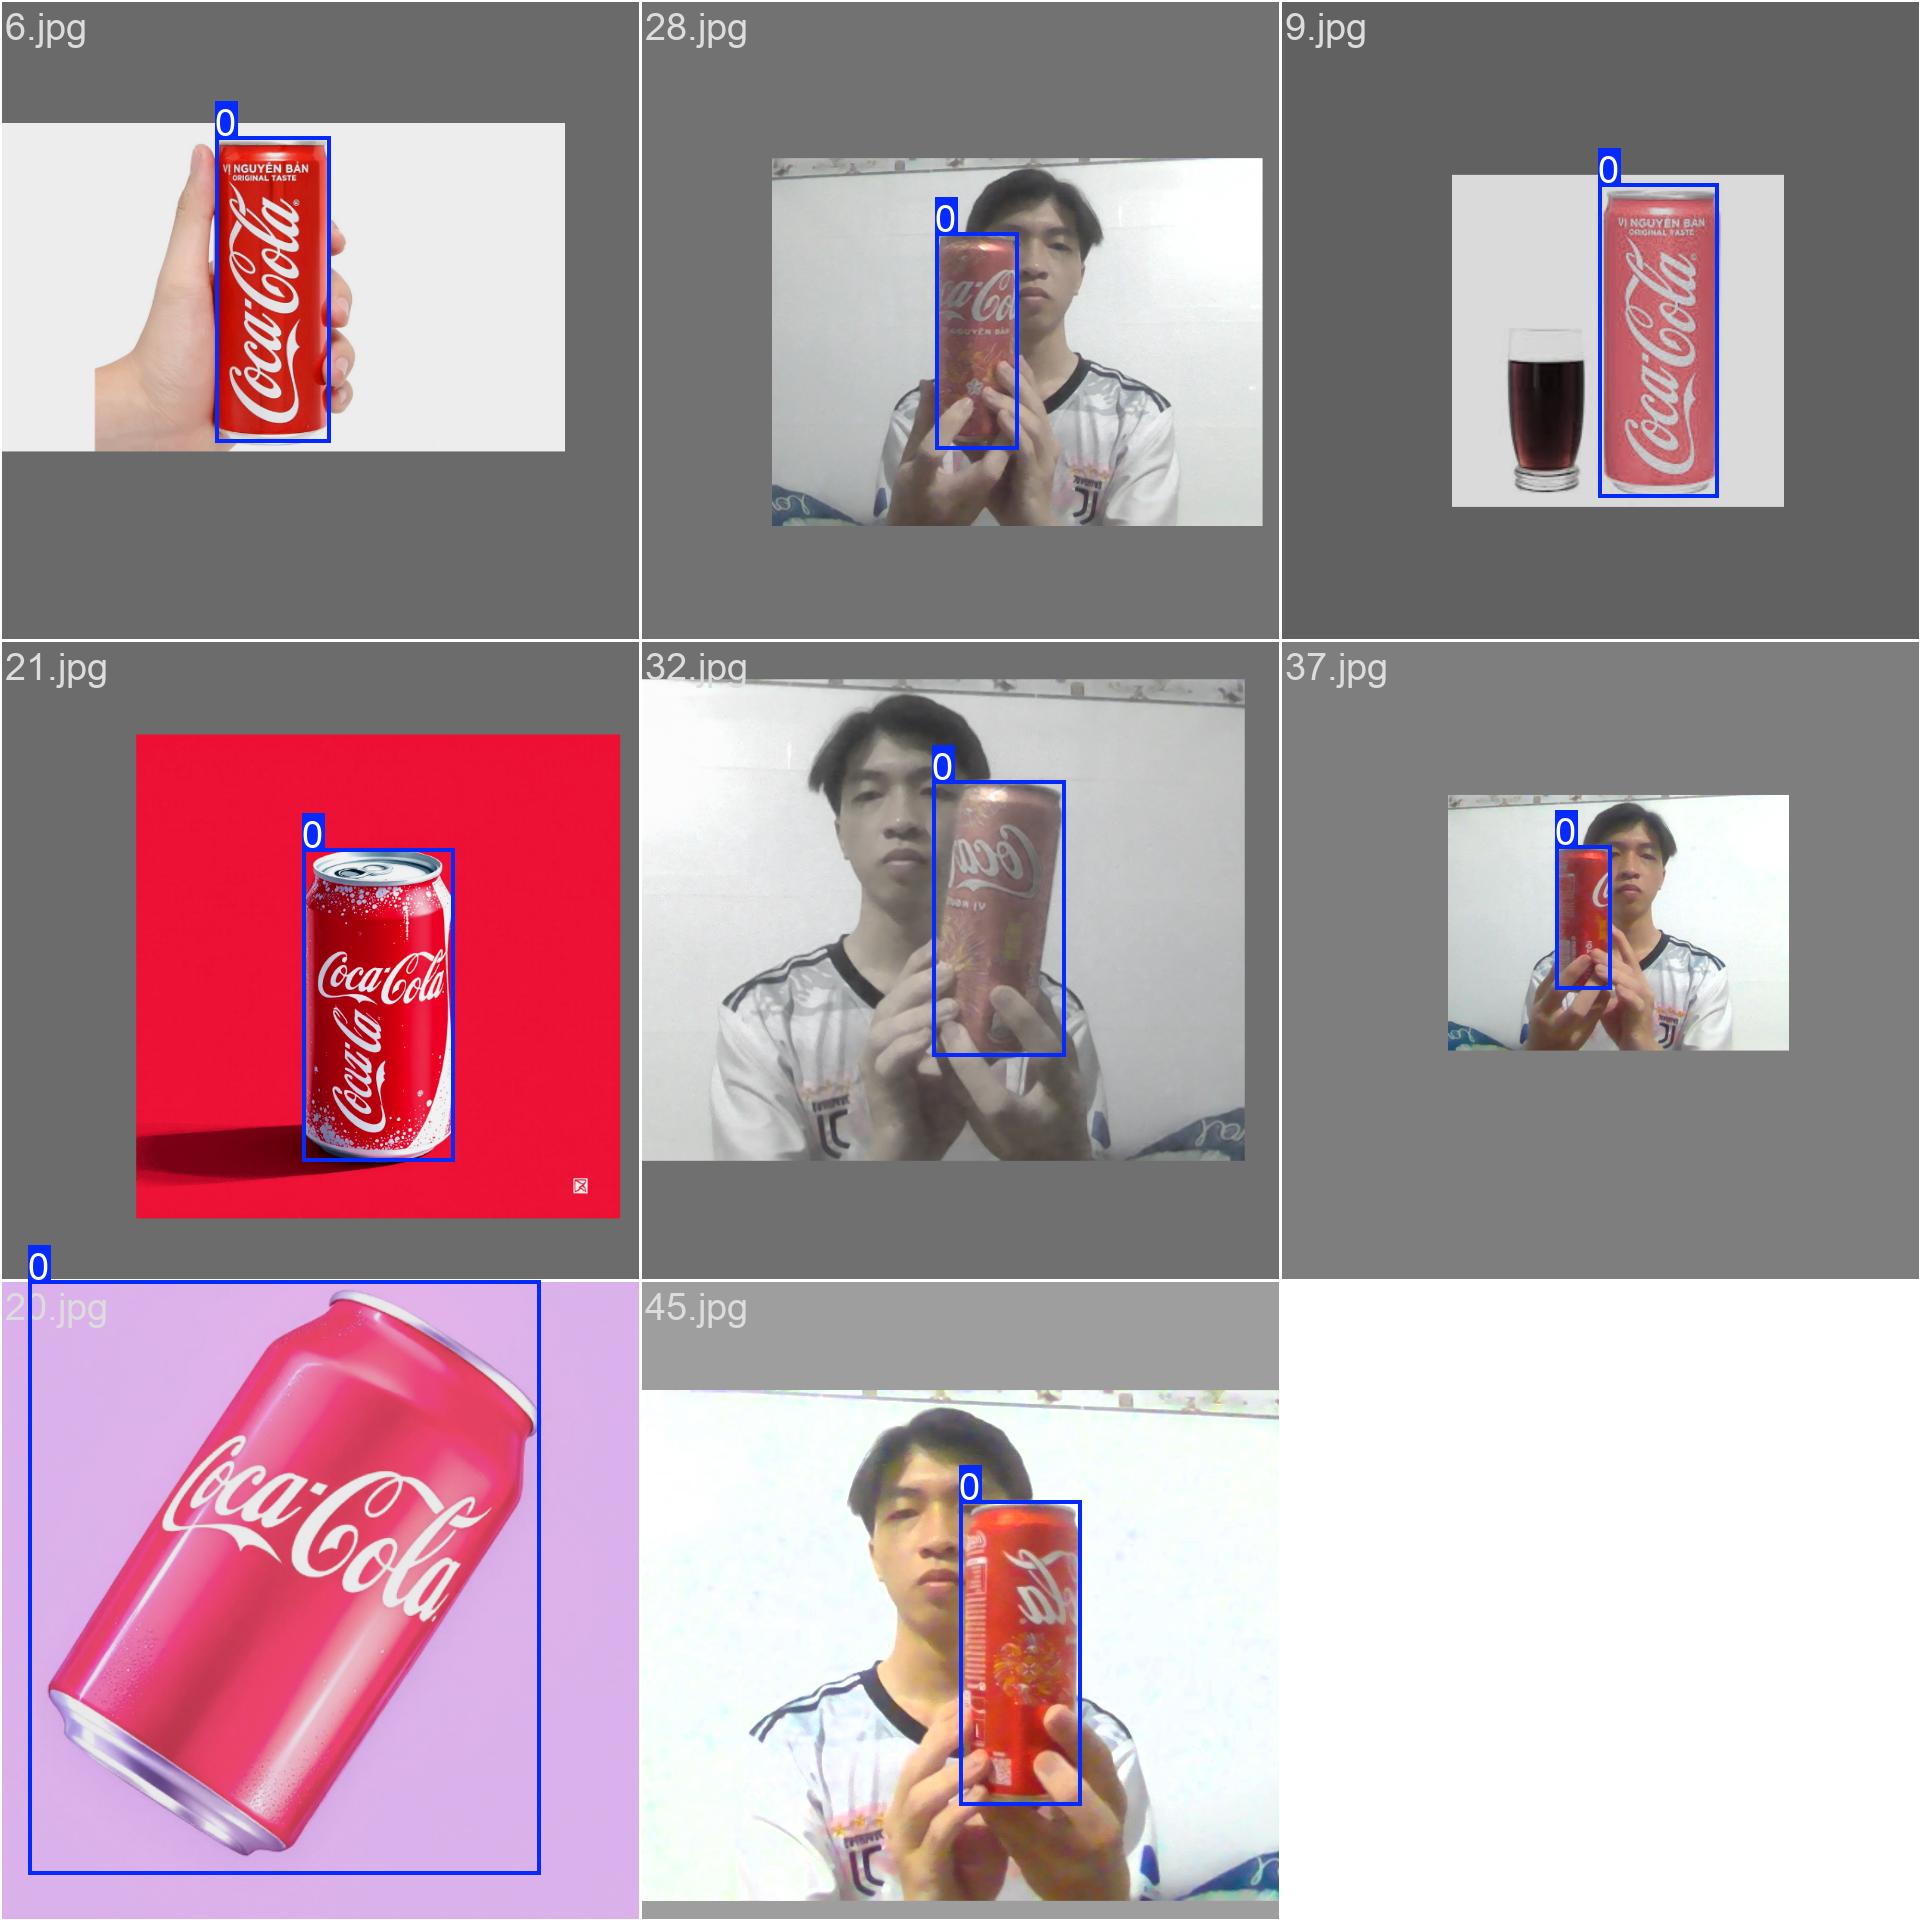 6.jpg
0
VỊ NGUYÊN BẢN
ORIGINAL TASTE
Coca-Cola
28.jpg
0
NGUYÊN BẢN
9.jpg
0
VỊ NGUYÊN BẢN
ORIGINAL TASTE
Coca-Cola
21.jpg
0
Coca-Cola
32.jpg
0
Coca
37.jpg
0
20.jpg
0
Coca-Cola
45.jpg
0